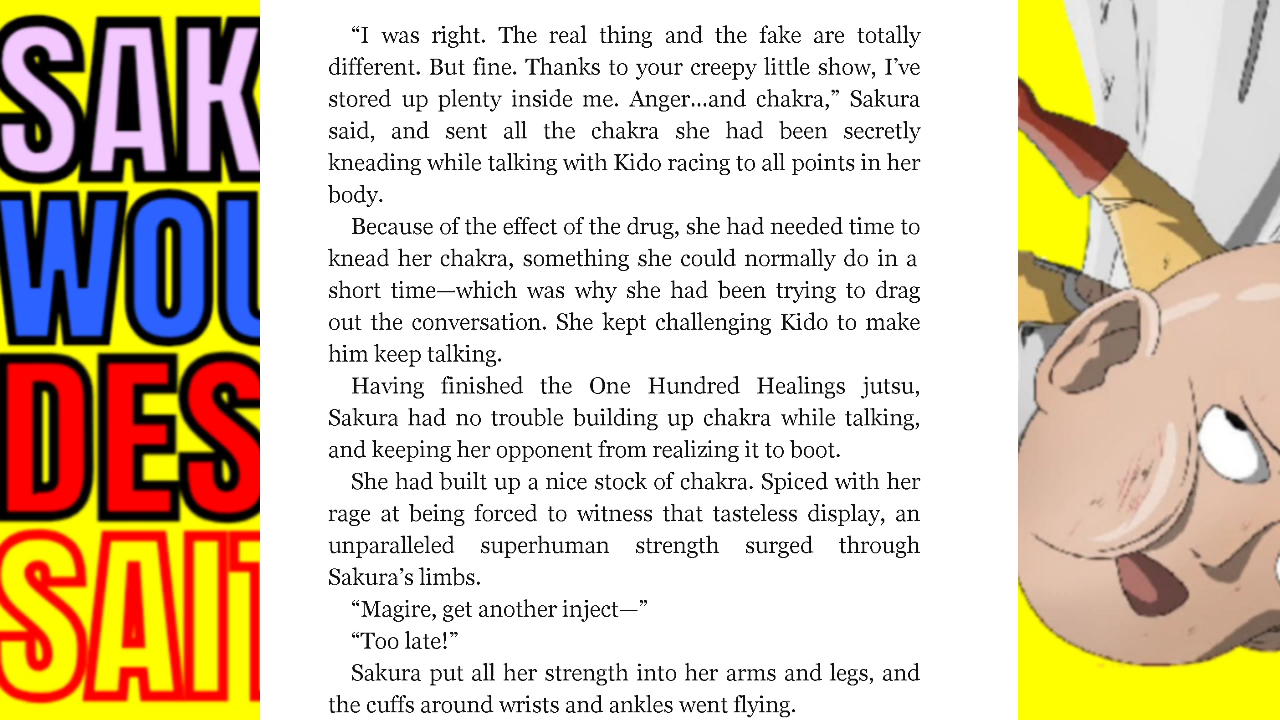 SAK
WOU
DES
SAIT
“I was right. The real thing and the fake are totally
different. But fine. Thanks to your creepy little show, I’ve
stored up plenty inside me. Anger...and chakra,” Sakura
said, and sent all the chakra she had been secretly
kneading while talking with Kido racing to all points in her
body.
Because of the effect of the drug, she had needed time to
knead her chakra, something she could normally do in a
short time—which was why she had been trying to drag
out the conversation. She kept challenging Kido to make
him keep talking.
Having finished the One Hundred Healings jutsu,
Sakura had no trouble building up chakra while talking,
and keeping her opponent from realizing it to boot.
She had built up a nice stock of chakra. Spiced with her
rage at being forced to witness that tasteless display, an
unparalleled superhuman strength surged through
Sakura’s limbs.
“Magire, get another inject—”
“Too late!”
Sakura put all her strength into her arms and legs, and
the cuffs around wrists and ankles went flying.